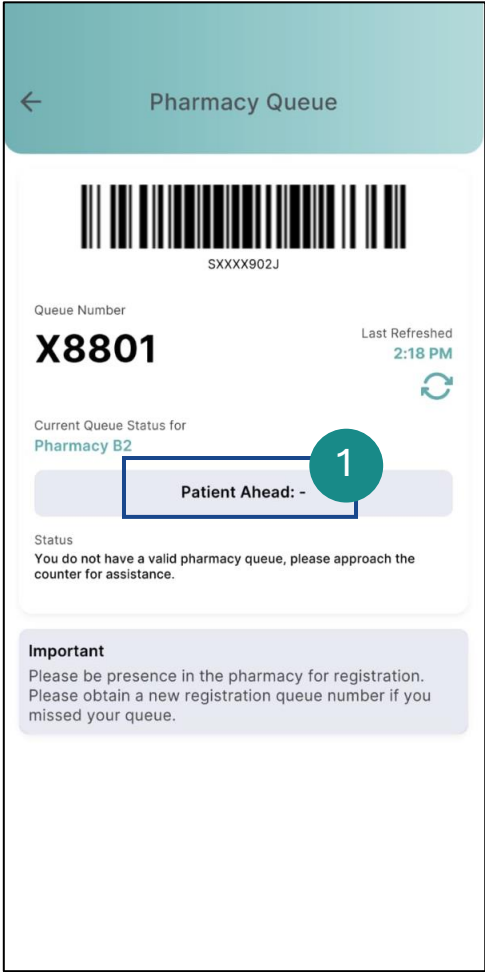 Pharmacy Queue
SXXXX902J
Queue Number
X8801
Last Refreshed
2:18 PM
Current Queue Status for
Pharmacy B2
1
Patient Ahead: -
Status
You do not have a valid pharmacy queue, please approach the
counter for assistance.
Important
Please be presence in the pharmacy for registration.
Please obtain a new registration queue number if you
missed your queue.